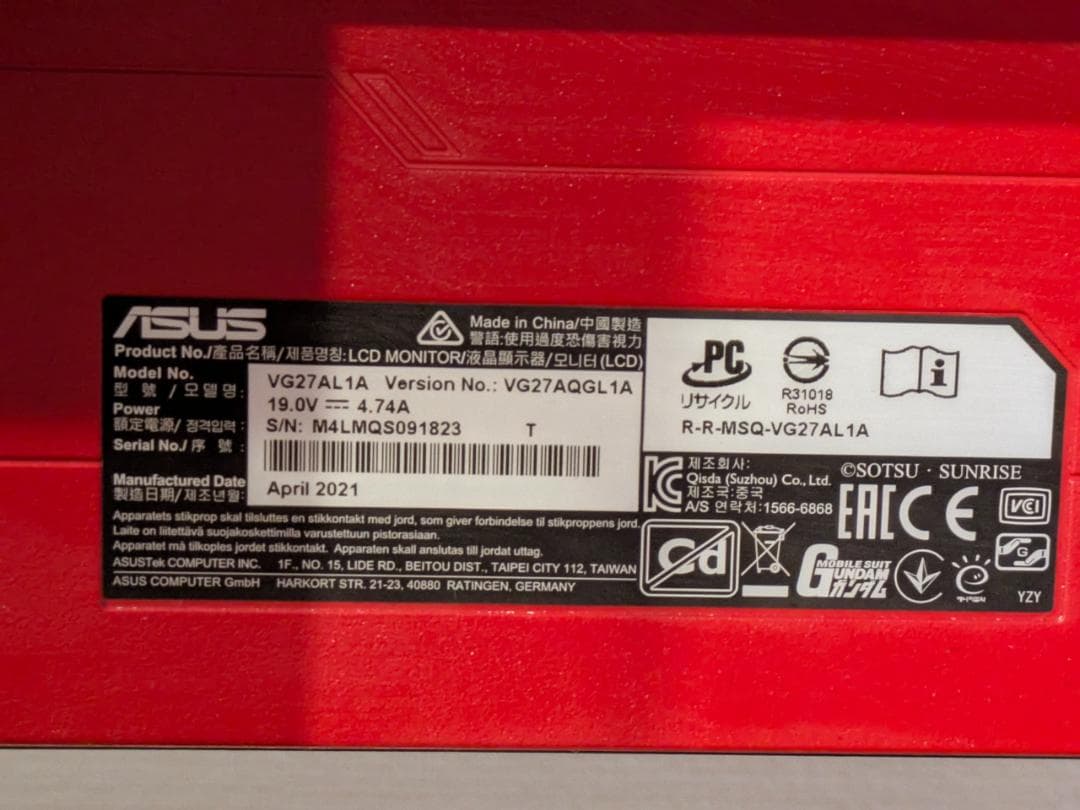 ASUS
Made in China/中國製造
警語:使用過度恐傷害視力
Product No./產品名稱/제품명칭:LCD MONITOR/液晶顯示器/모니터(LCD)
Model No.
型 號 / 모델명:
VG27AL1A Version No.: VG27AQGL1A
Power
額定電源/ 정격입력:
19.0V ⎓ 4.74A
Serial No./ 序 號 :
S/N: M4LMQS091823 T
Manufactured Date
製造日期/제조년월:
April 2021
Apparatets stikprop skal tilsluttes en stikkontakt med jord, som giver forbindelse til stikproppens jord.
Laite on liitettävä suojakoskettimilla varustettuun pistorasiaan.
Apparatet må tilkoples jordet stikkontakt. Apparaten skall anslutas till jordat uttag.
ASUSTek COMPUTER INC. 1F., NO. 15, LIDE RD., BEITOU DIST., TAIPEI CITY 112, TAIWAN
ASUS COMPUTER GmbH HARKORT STR. 21-23, 40880 RATINGEN, GERMANY
PC
リサイクル
R31018
RoHS
i
R-R-MSQ-VG27AL1A
제조회사:
Qisda (Suzhou) Co., Ltd.
제조국:중국
A/S 연락처:1566-6868
©SOTSU · SUNRISE
EAC CE
VCI
Cd
MOBILE SUIT
GUNDAM
ガンダム
G
YZY